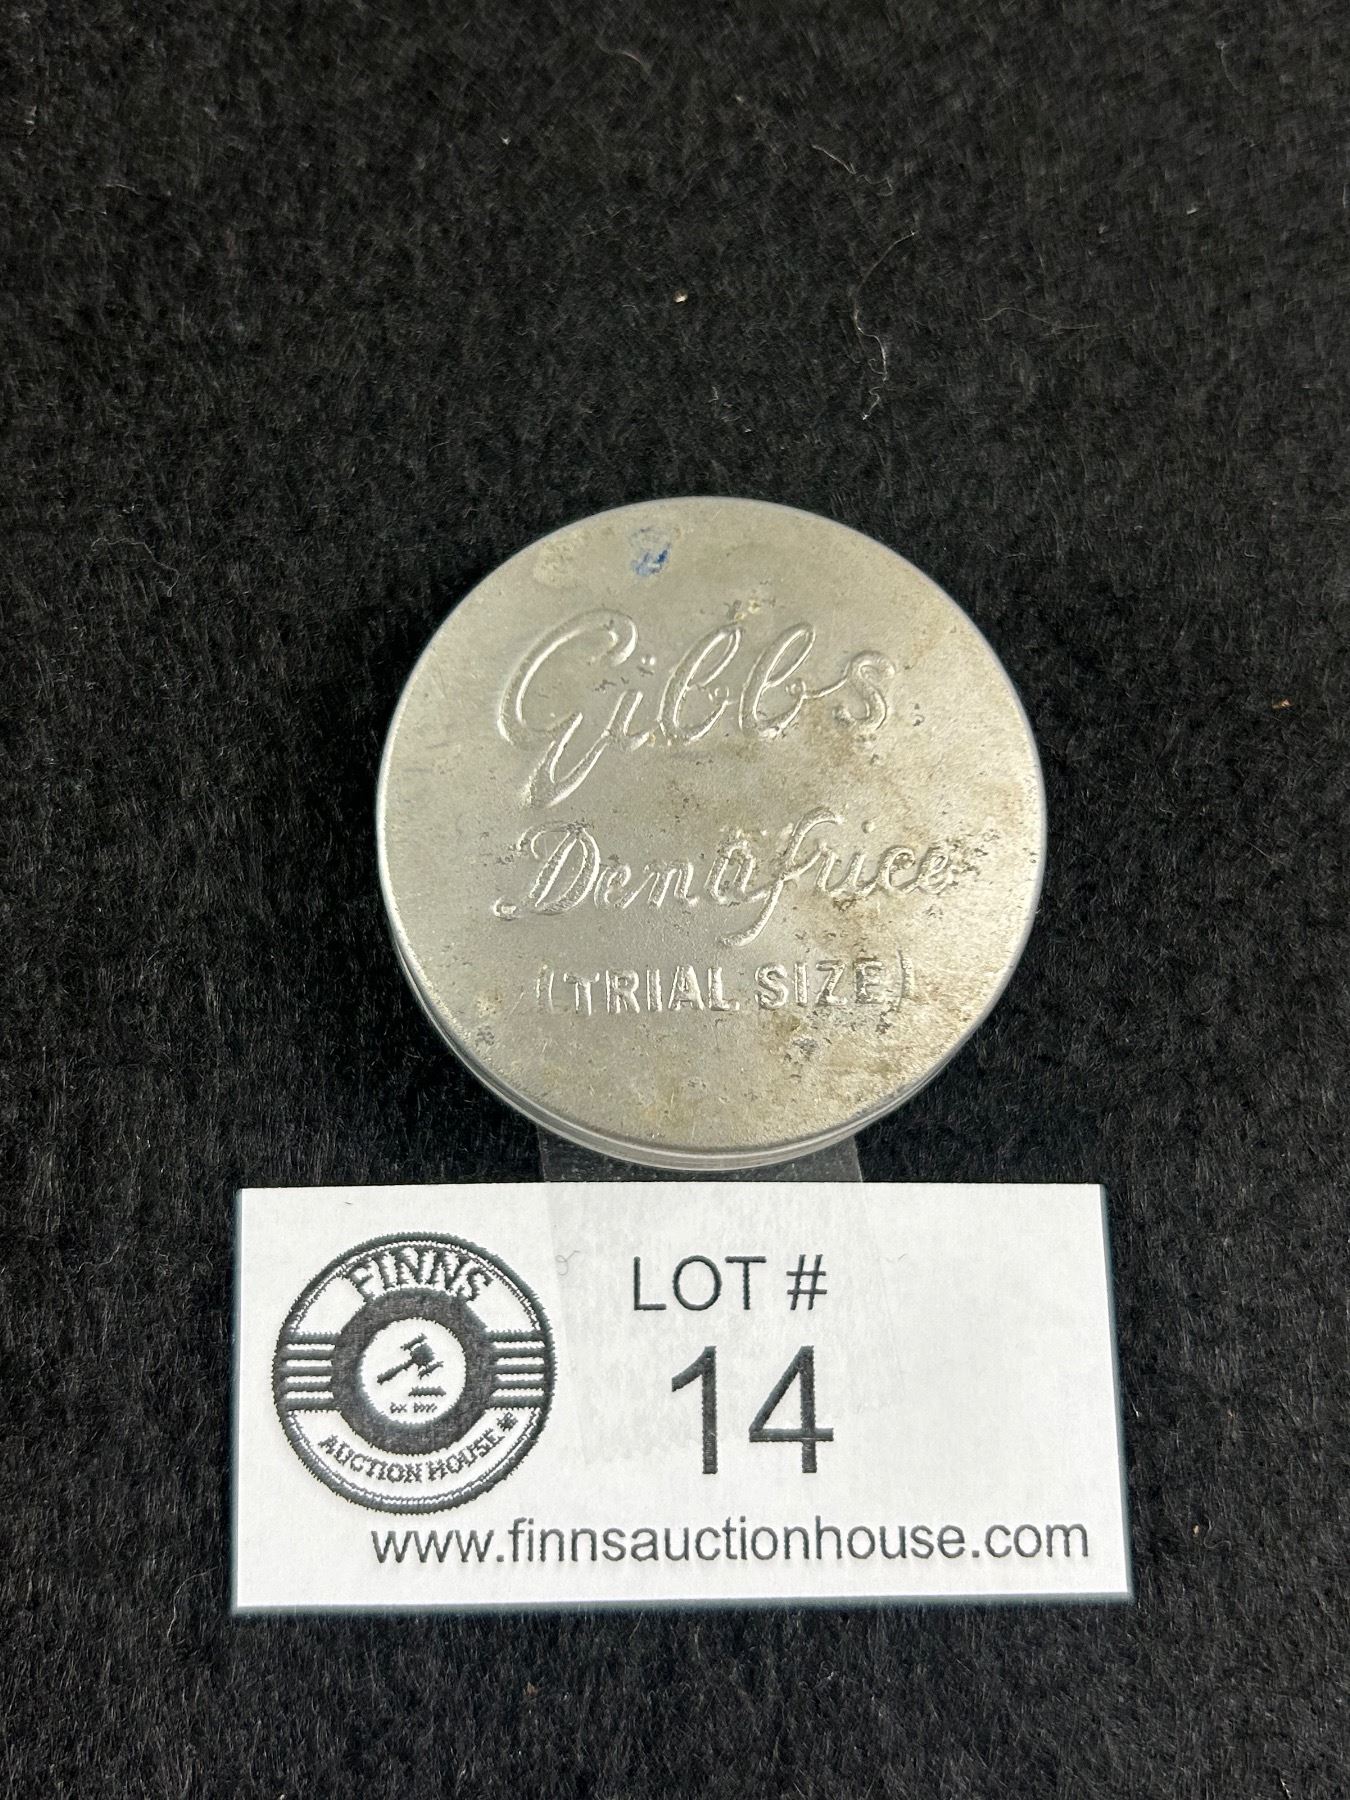 Gibbs
Dentifrice
(TRIAL SIZE)
FINNS
AUCTION HOUSE
LOT #
14
www.finnsauctionhouse.com